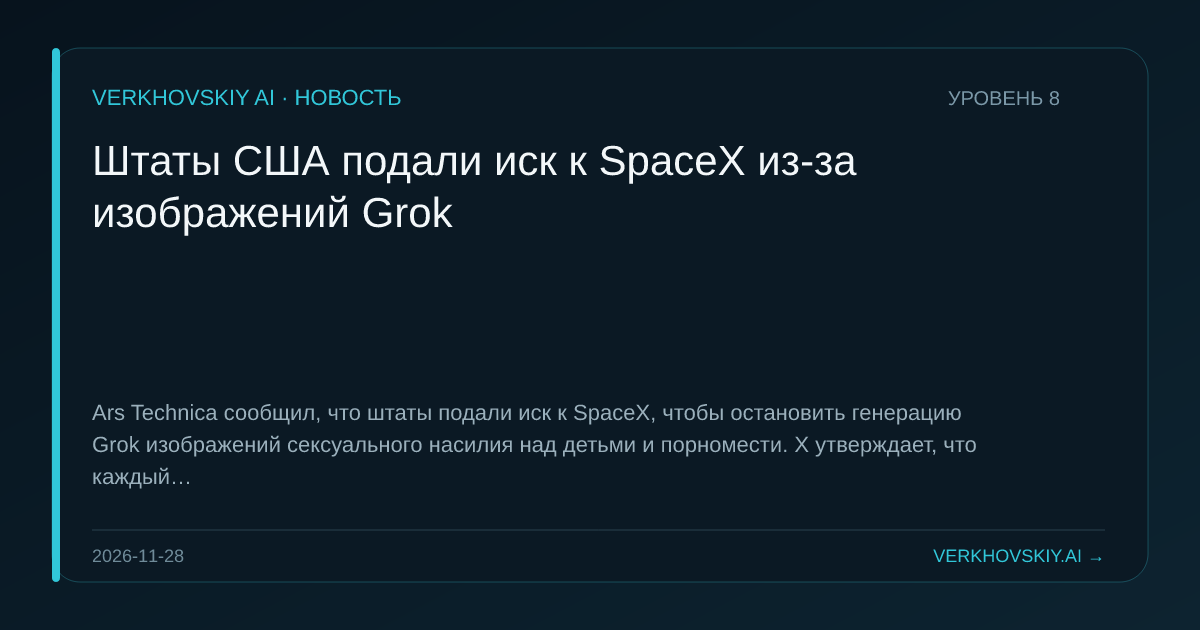 VERKHOVSKIY AI · НОВОСТЬ
УРОВЕНЬ 8
Штаты США подали иск к SpaceX из-за
изображений Grok
Ars Technica сообщил, что штаты подали иск к SpaceX, чтобы остановить генерацию
Grok изображений сексуального насилия над детьми и порномести. X утверждает, что
каждый…
2026-11-28
VERKHOVSKIY.AI →